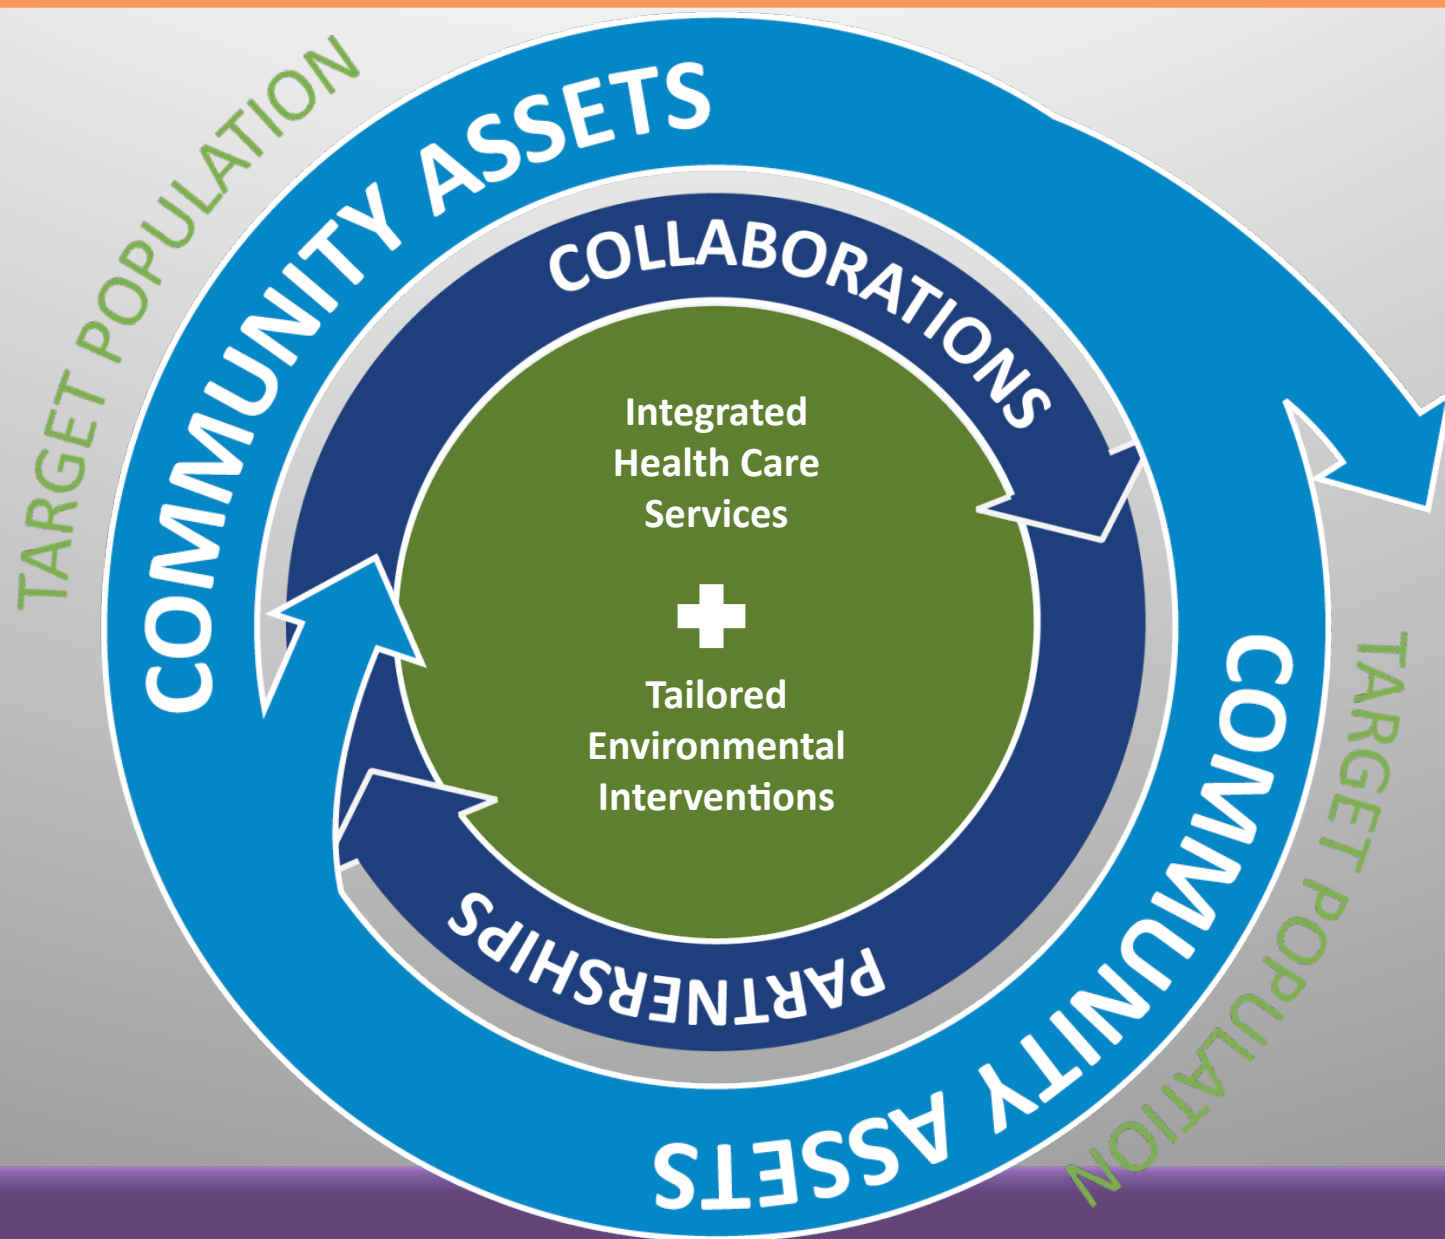 TARGET POPULATION
COMMUNITY ASSETS
COLLABORATIONS
Integrated
Health Care
Services
Tailored
Environmental
Interventions
PARTNERSHIPS
COMMUNITY ASSETS
TARGET POPULATION